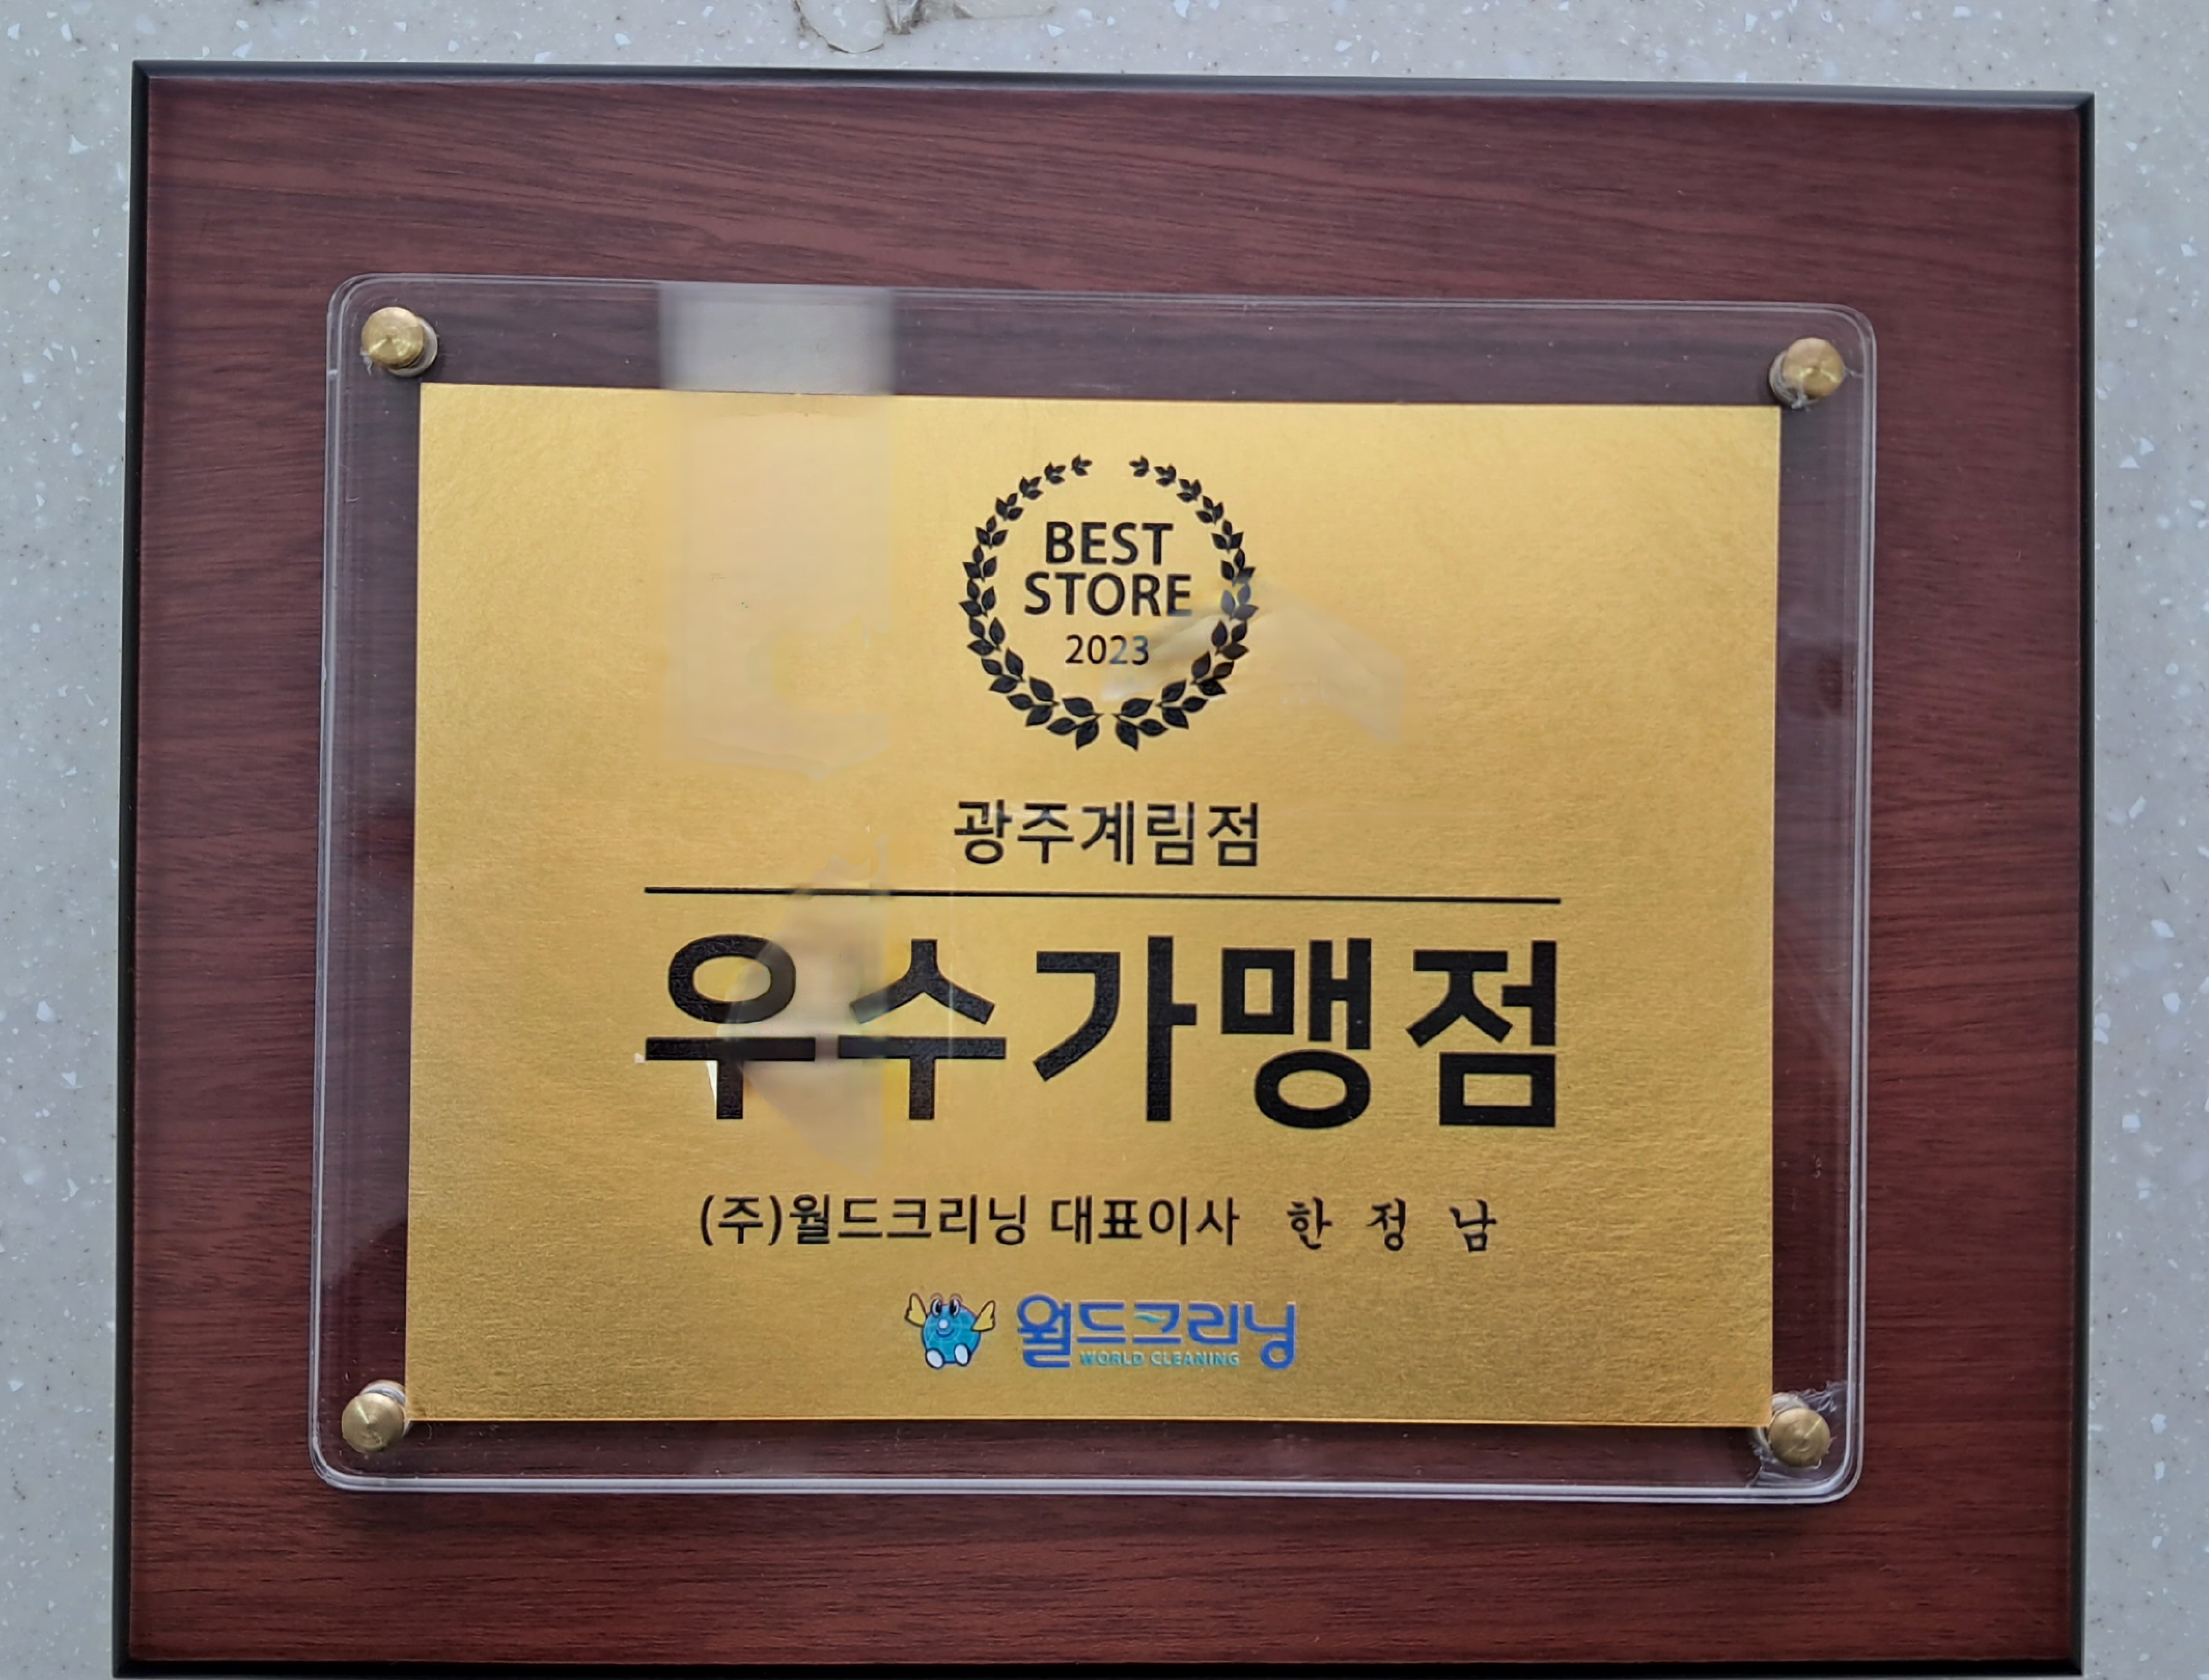 BEST
STORE
2023
광주계림점
우수가맹점
(주)월드크리닝 대표이사 한 정 남
월드크리닝
WORLD CLEANING